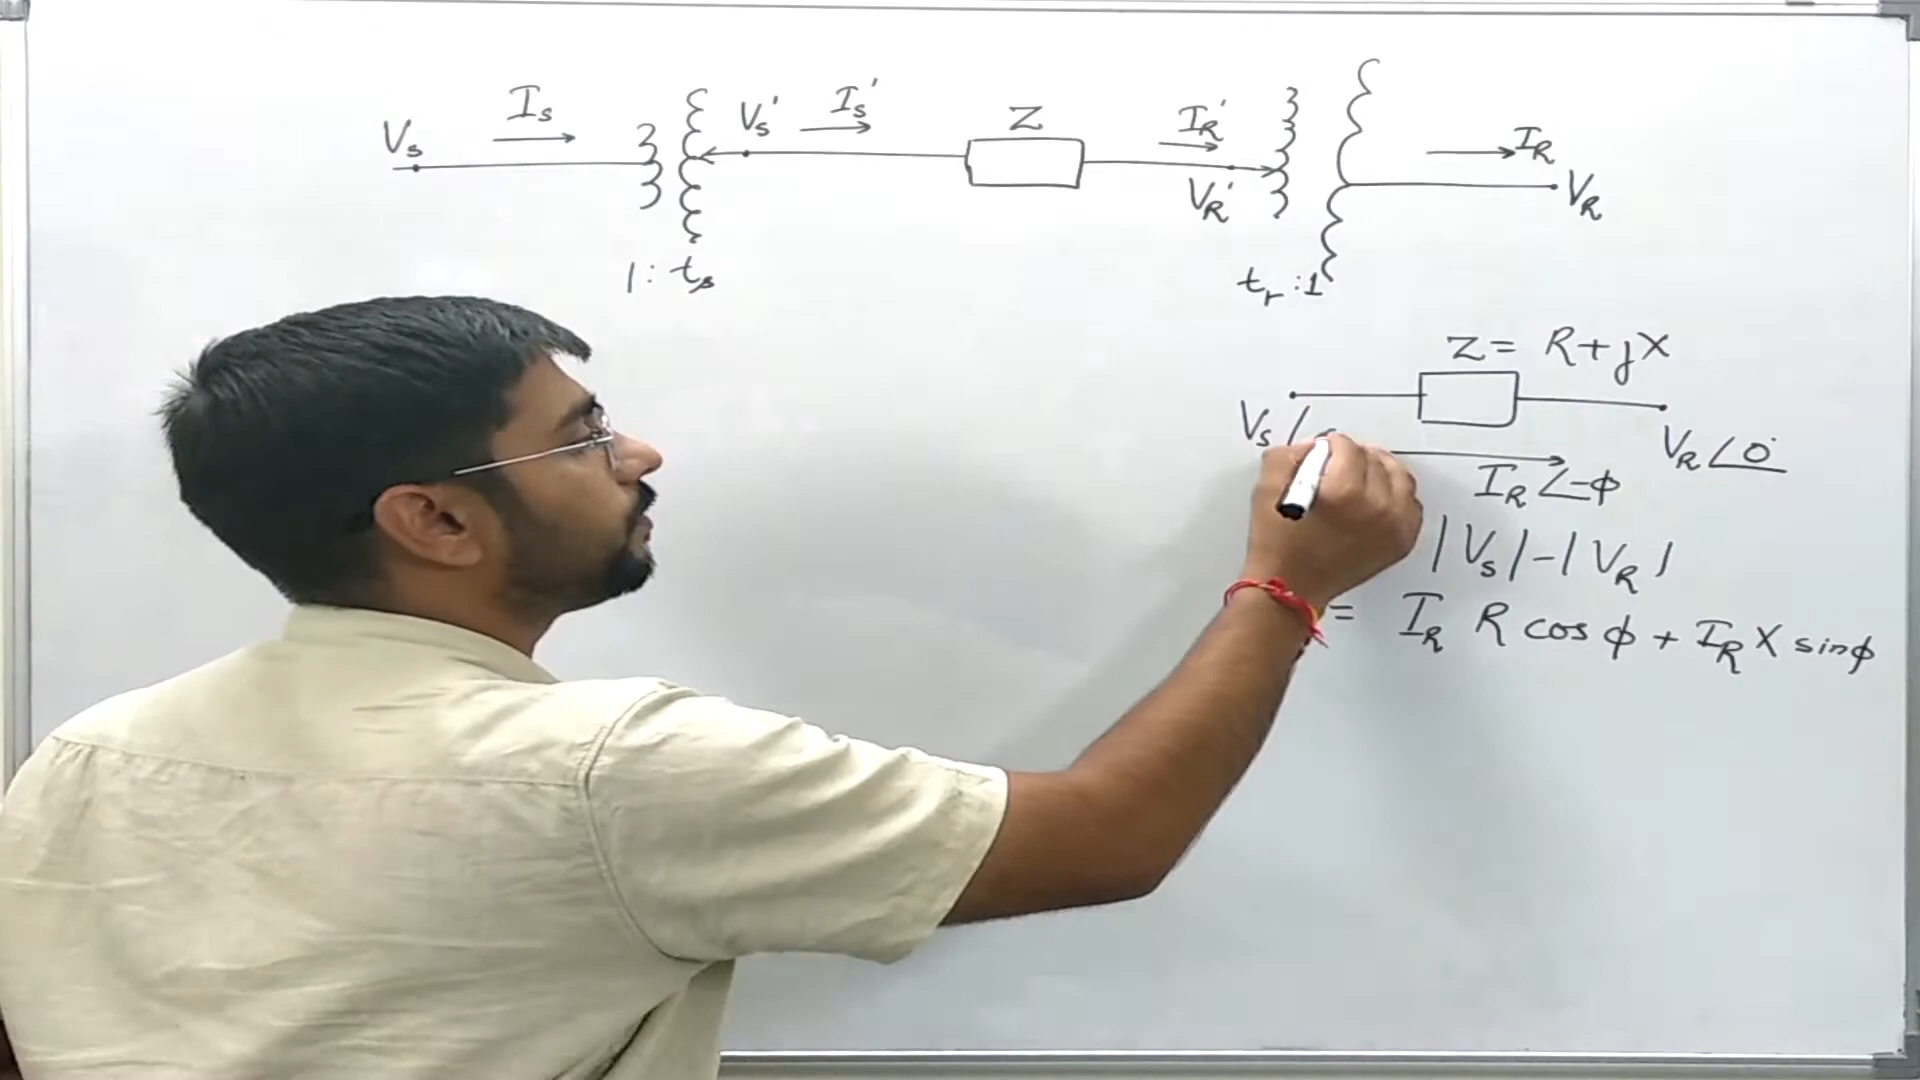 Vs Is Vs' Is' Z IR' VR' IR VR
1 : ts tr : 1
Z = R + jX
Vs ∠ VR ∠0°
IR ∠-ϕ
|Vs| - |VR|
= IR R cos ϕ + IR X sin ϕ